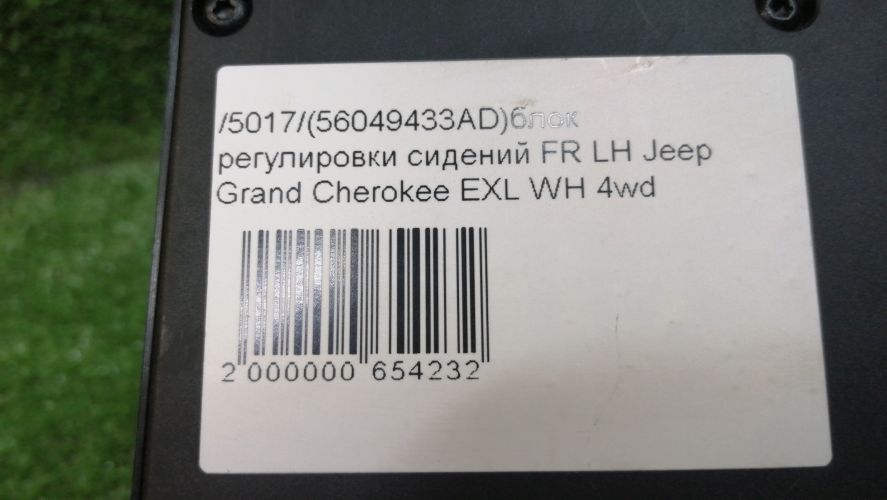 /5017/(56049433AD)блок
регулировки сидений FR LH Jeep
Grand Cherokee EXL WH 4wd
2 000000 654232